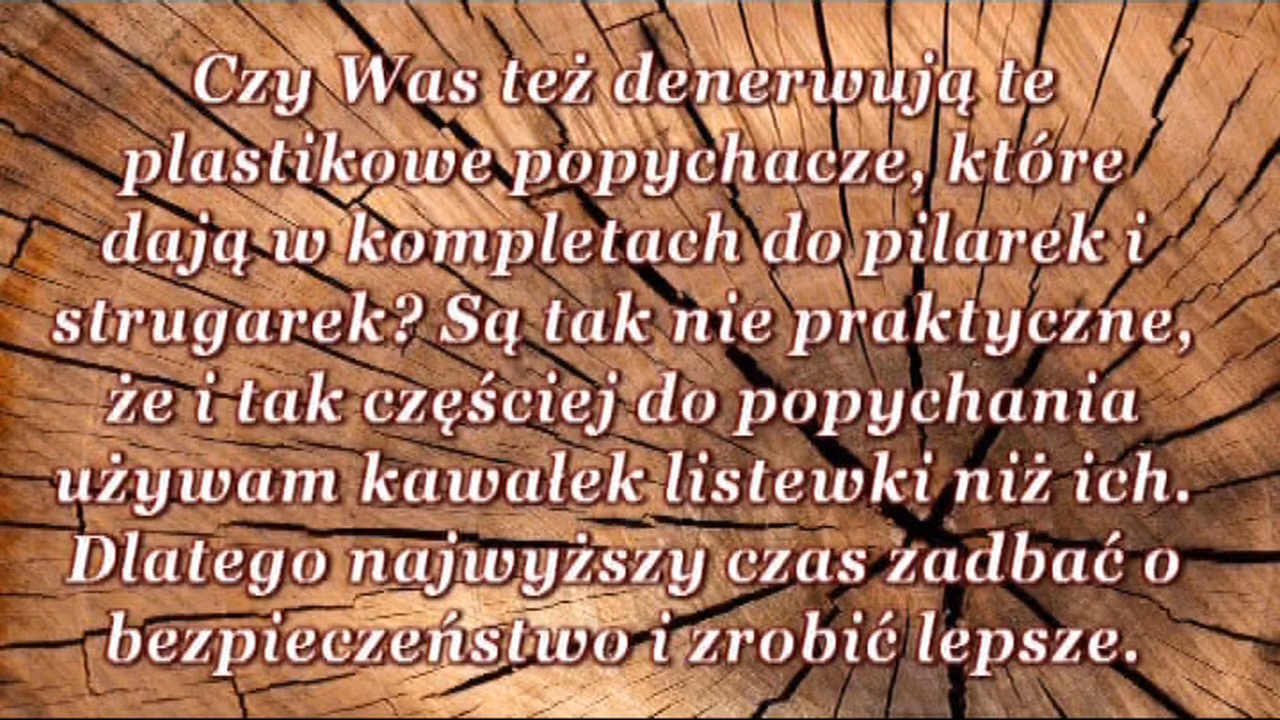 Czy Was też denerwują te
plastikowe popychacze, które
dają w kompletach do pilarek i
strugarek? Są tak nie praktyczne,
że i tak częściej do popychania
używam kawałek listewki niż ich.
Dlatego najwyższy czas zadbać o
bezpieczeństwo i zrobić lepsze.